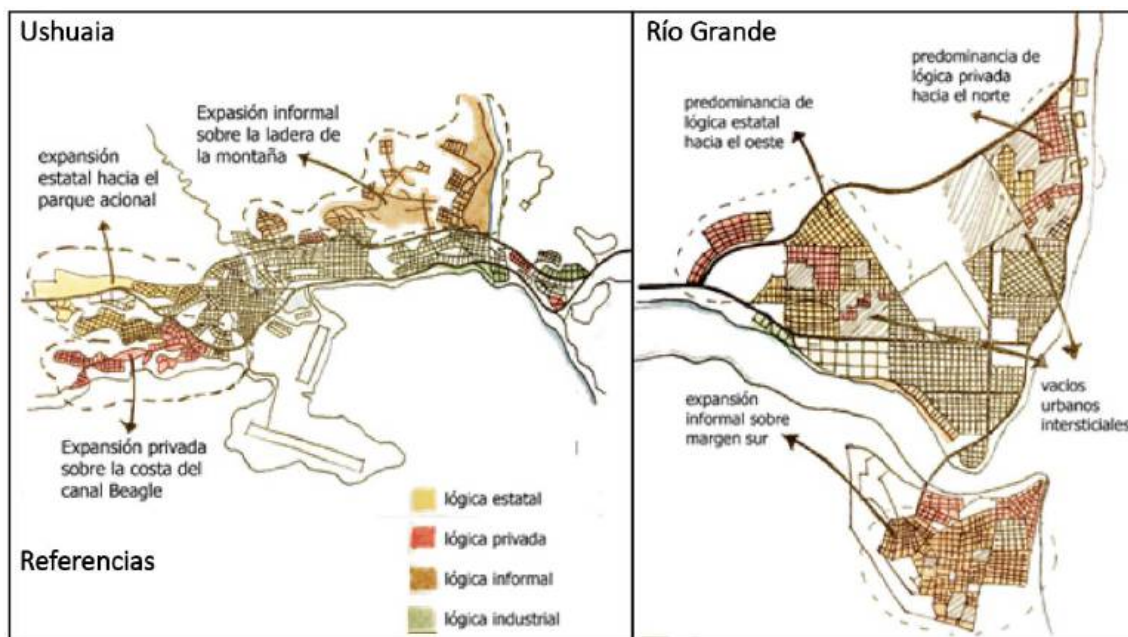 Ushuaia
Expasión informal
sobre la ladera de
la montaña
expansión
estatal hacia el
parque acional
Expansión privada
sobre la costa del
canal Beagle
Referencias
lógica estatal
lógica privada
lógica informal
lógica industrial
Río Grande
predominancia de
lógica privada
hacia el norte
predominancia de
lógica estatal
hacia el oeste
expansión
informal sobre
margen sur
vacíos
urbanos
intersticiales